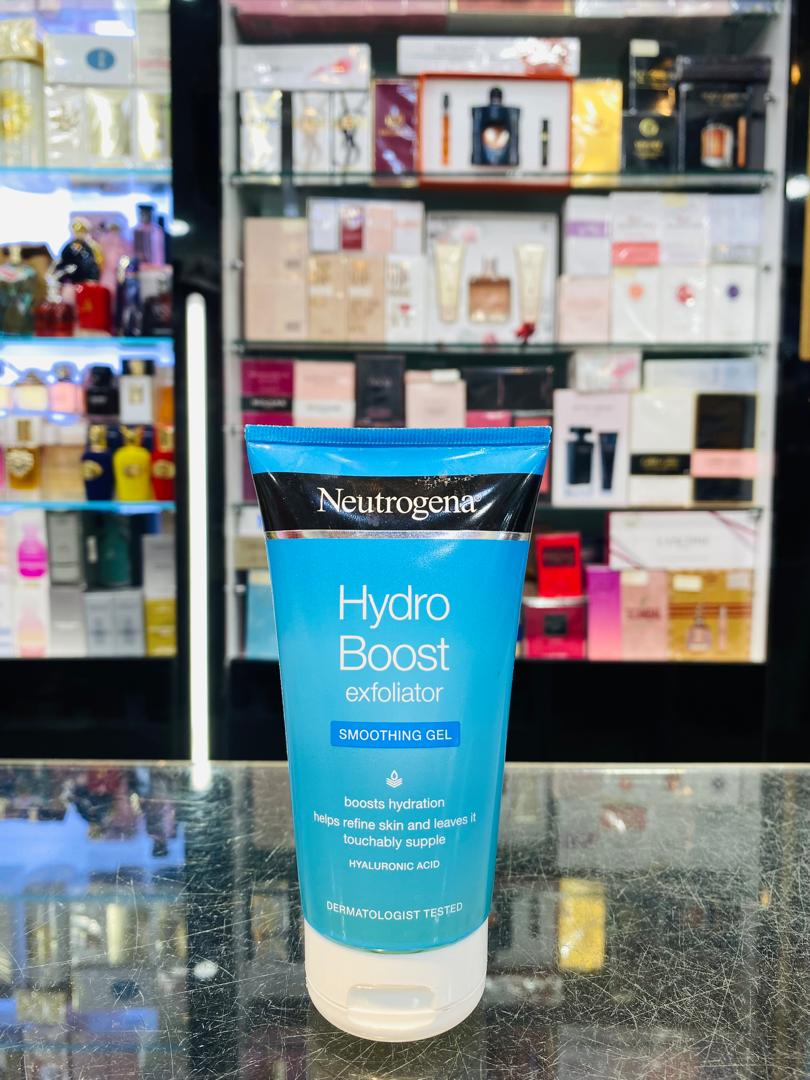 Neutrogena®
Hydro
Boost
exfoliator
SMOOTHING GEL
boosts hydration
helps refine skin and leaves it
touchably supple
HYALURONIC ACID
DERMATOLOGIST TESTED